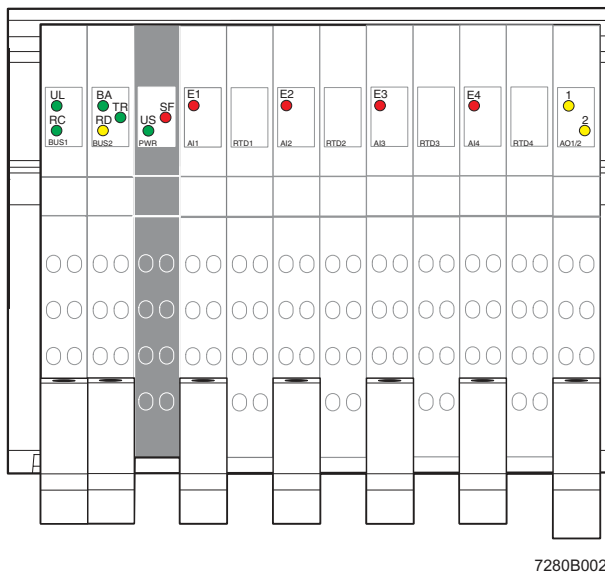 UL BA E1 E2 E3 E4 1
TR SF
RC RD US 2
BUS1 BUS2 PWR AI1 RTD1 AI2 RTD2 AI3 RTD3 AI4 RTD4 AO1/2
7280B002